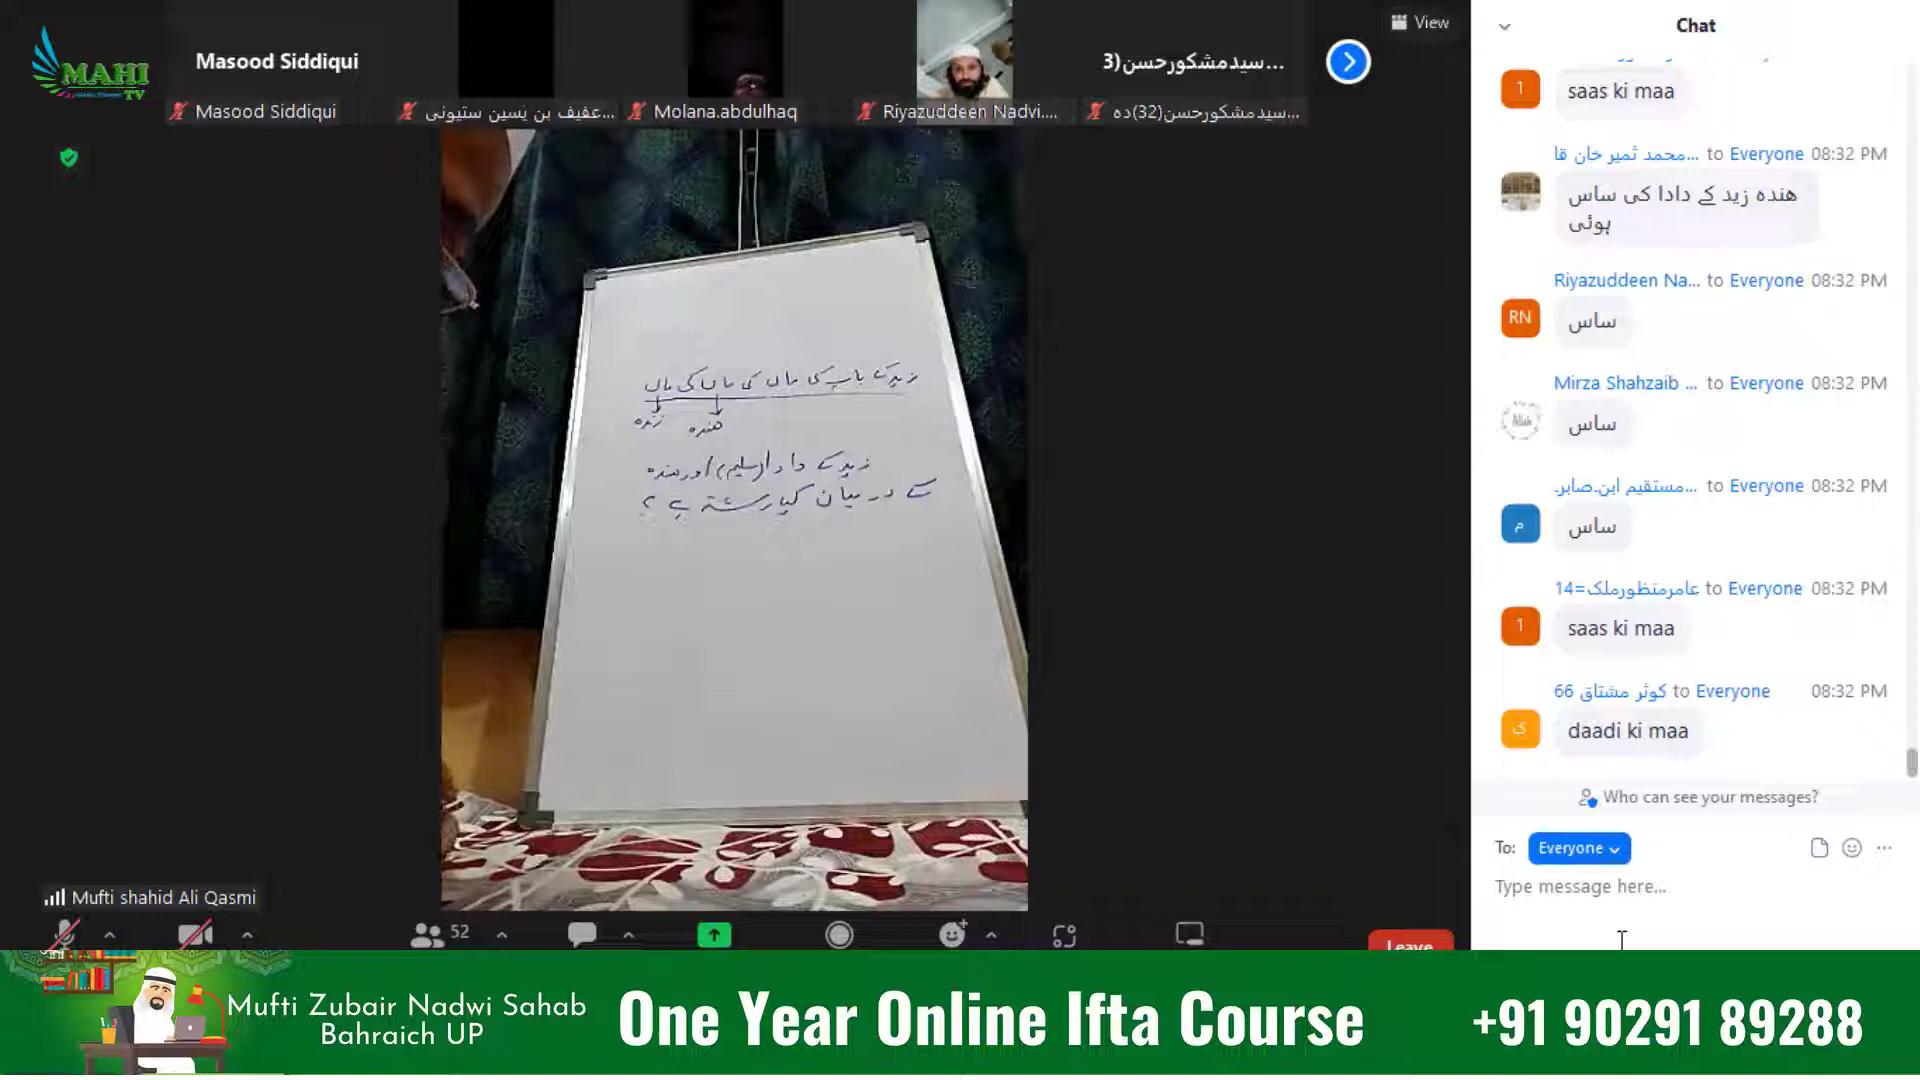 MAHI
TV
View
Masood Siddiqui
سیدمشکورحسن(3...
Masood Siddiqui
عفیف بن یٰسین ستیونی...
Molana.abdulhaq
Riyazuddeen Nadvi....
سیدمشکورحسن(32)ده...
زید کے باپ کی ماں کی ماں کی ماں
هنده
زید کے دادا (سلیم) اور هنده
کے درمیان کیا رشتہ ہے ؟
Mufti shahid Ali Qasmi
52
Leave
Chat
1
saas ki maa
محمد ثمیر خان قا... to Everyone 08:32 PM
هنده زید کے دادا کی ساس
ہوئی
Riyazuddeen Na... to Everyone 08:32 PM
RN
ساس
Mirza Shahzaib ... to Everyone 08:32 PM
ساس
مستقیم ابن۔صابر۔... to Everyone 08:32 PM
م
ساس
عامرمنظورملک=14 to Everyone 08:32 PM
1
saas ki maa
کوثر مشتاق 66 to Everyone 08:32 PM
ک
daadi ki maa
Who can see your messages?
To: Everyone
Type message here...
Mufti Zubair Nadwi Sahab
Bahraich UP
One Year Online Ifta Course
+91 90291 89288